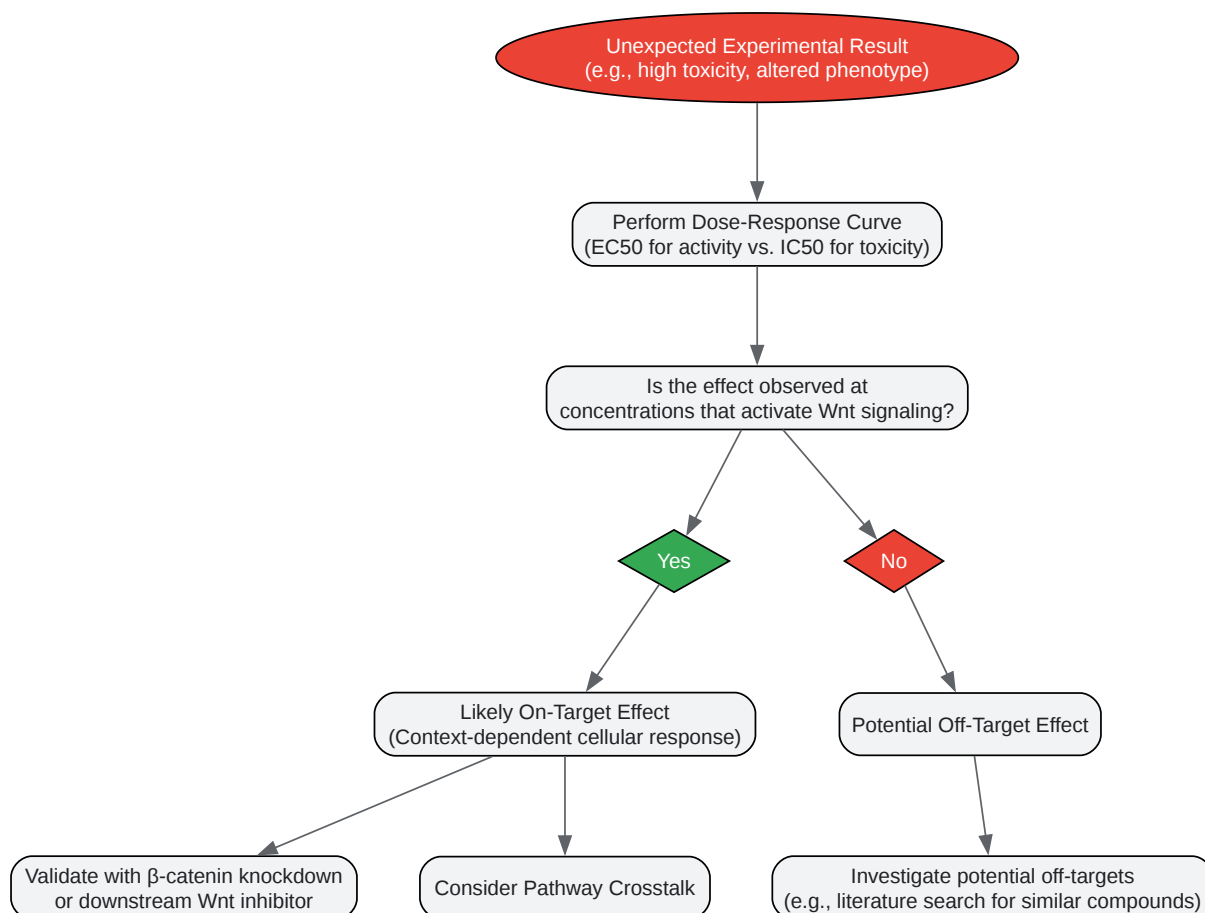 Unexpected Experimental Result
(e.g., high toxicity, altered phenotype)
Perform Dose-Response Curve
(EC50 for activity vs. IC50 for toxicity)
Is the effect observed at
concentrations that activate Wnt signaling?
Yes
No
Likely On-Target Effect
(Context-dependent cellular response)
Potential Off-Target Effect
Validate with β-catenin knockdown
or downstream Wnt inhibitor
Consider Pathway Crosstalk
Investigate potential off-targets
(e.g., literature search for similar compounds)